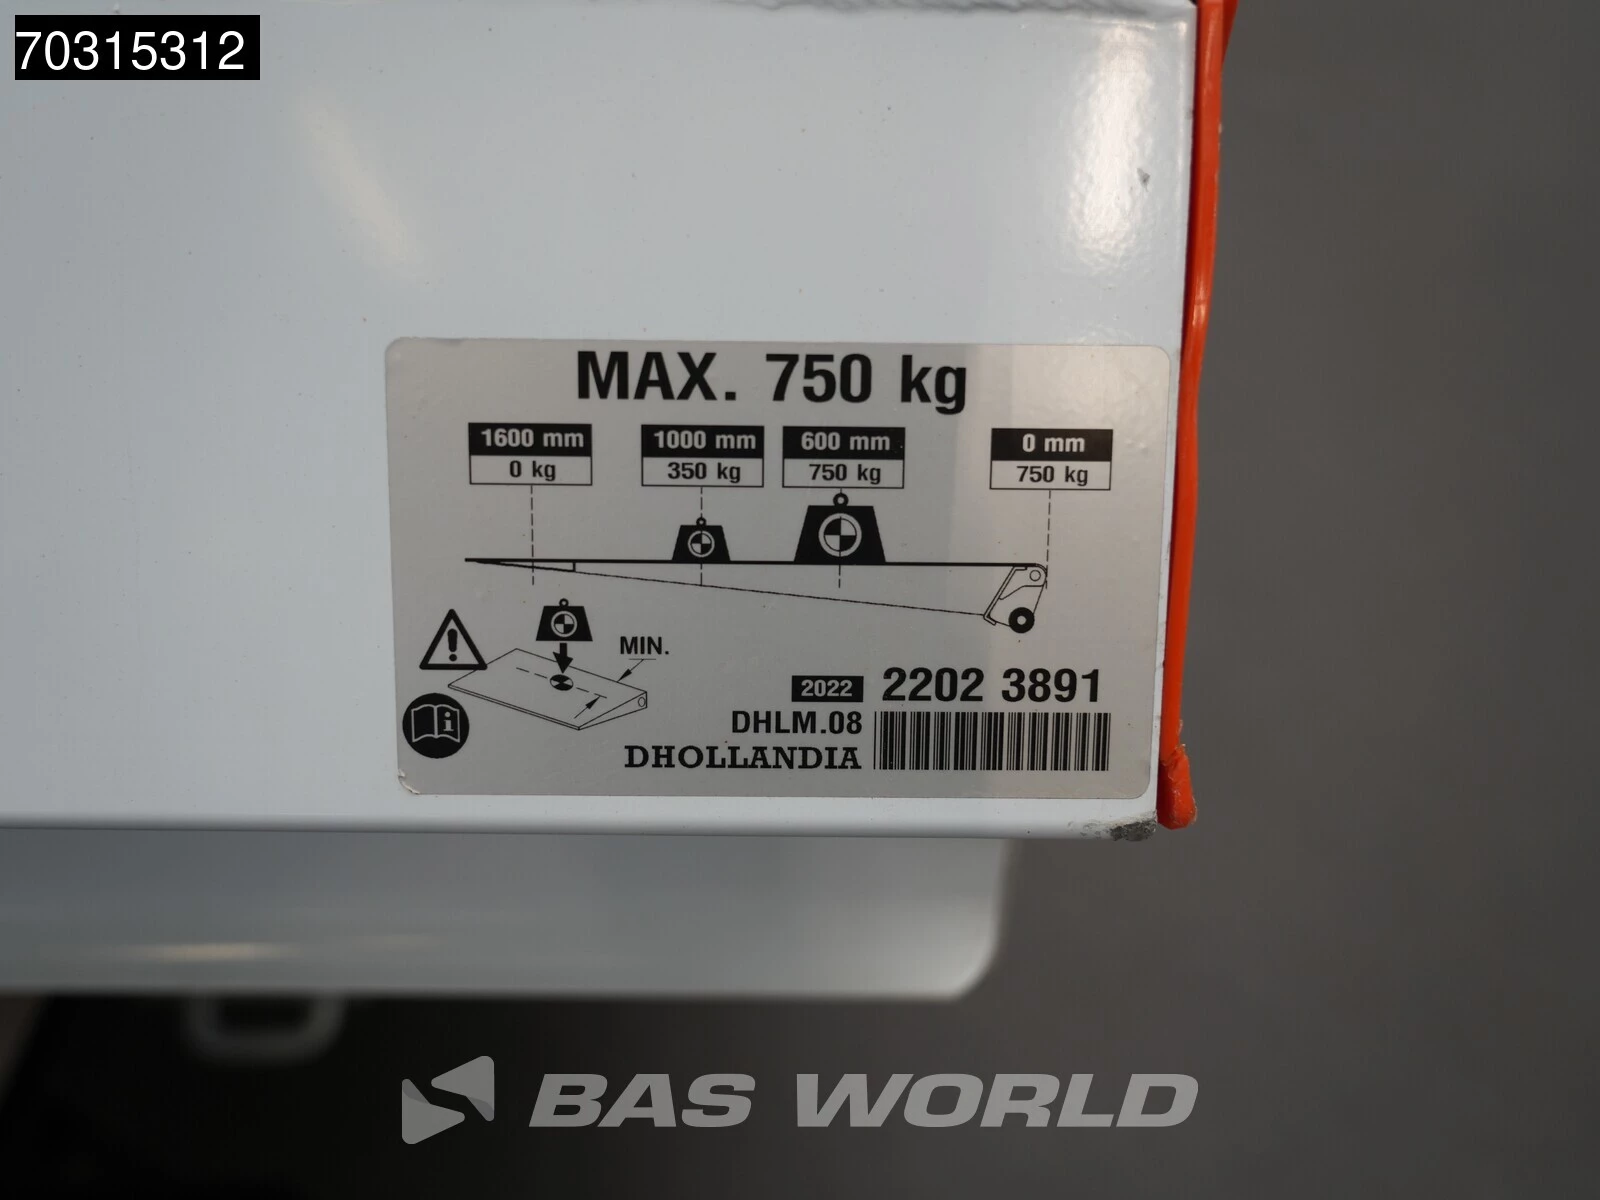 70315312
MAX. 750 kg
1600 mm 1000 mm 600 mm 0 mm
0 kg 350 kg 750 kg 750 kg
MIN.
2022 2202 3891
DHLM.08
DHOLLANDIA
BAS WORLD